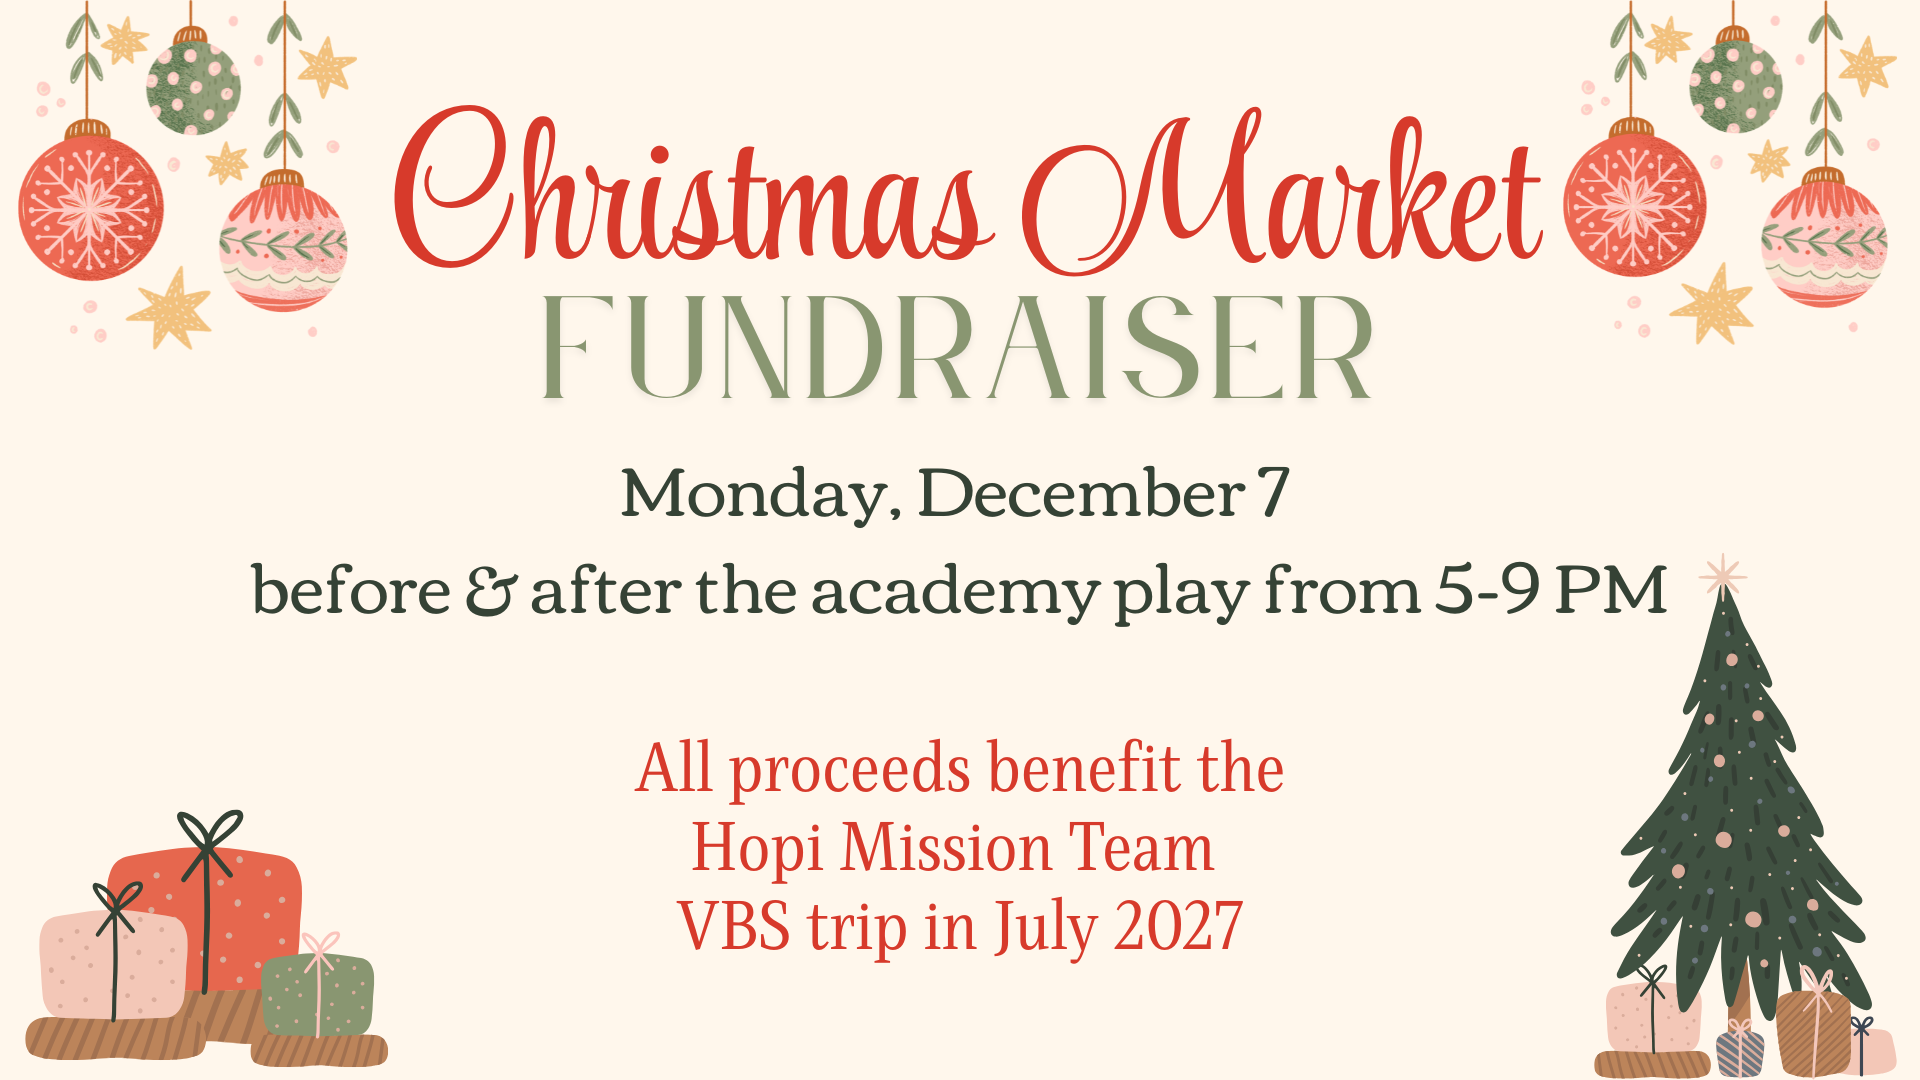 Christmas Market
FUNDRAISER
Monday, December 7
before & after the academy play from 5-9 PM
All proceeds benefit the
Hopi Mission Team
VBS trip in July 2027